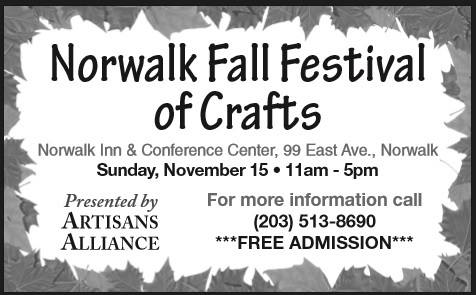 Norwalk Fall Festival
of Crafts
Norwalk Inn & Conference Center, 99 East Ave., Norwalk
Sunday, November 15 • 11am - 5pm
Presented by
ARTISANS
ALLIANCE
For more information call
(203) 513-8690
***FREE ADMISSION***